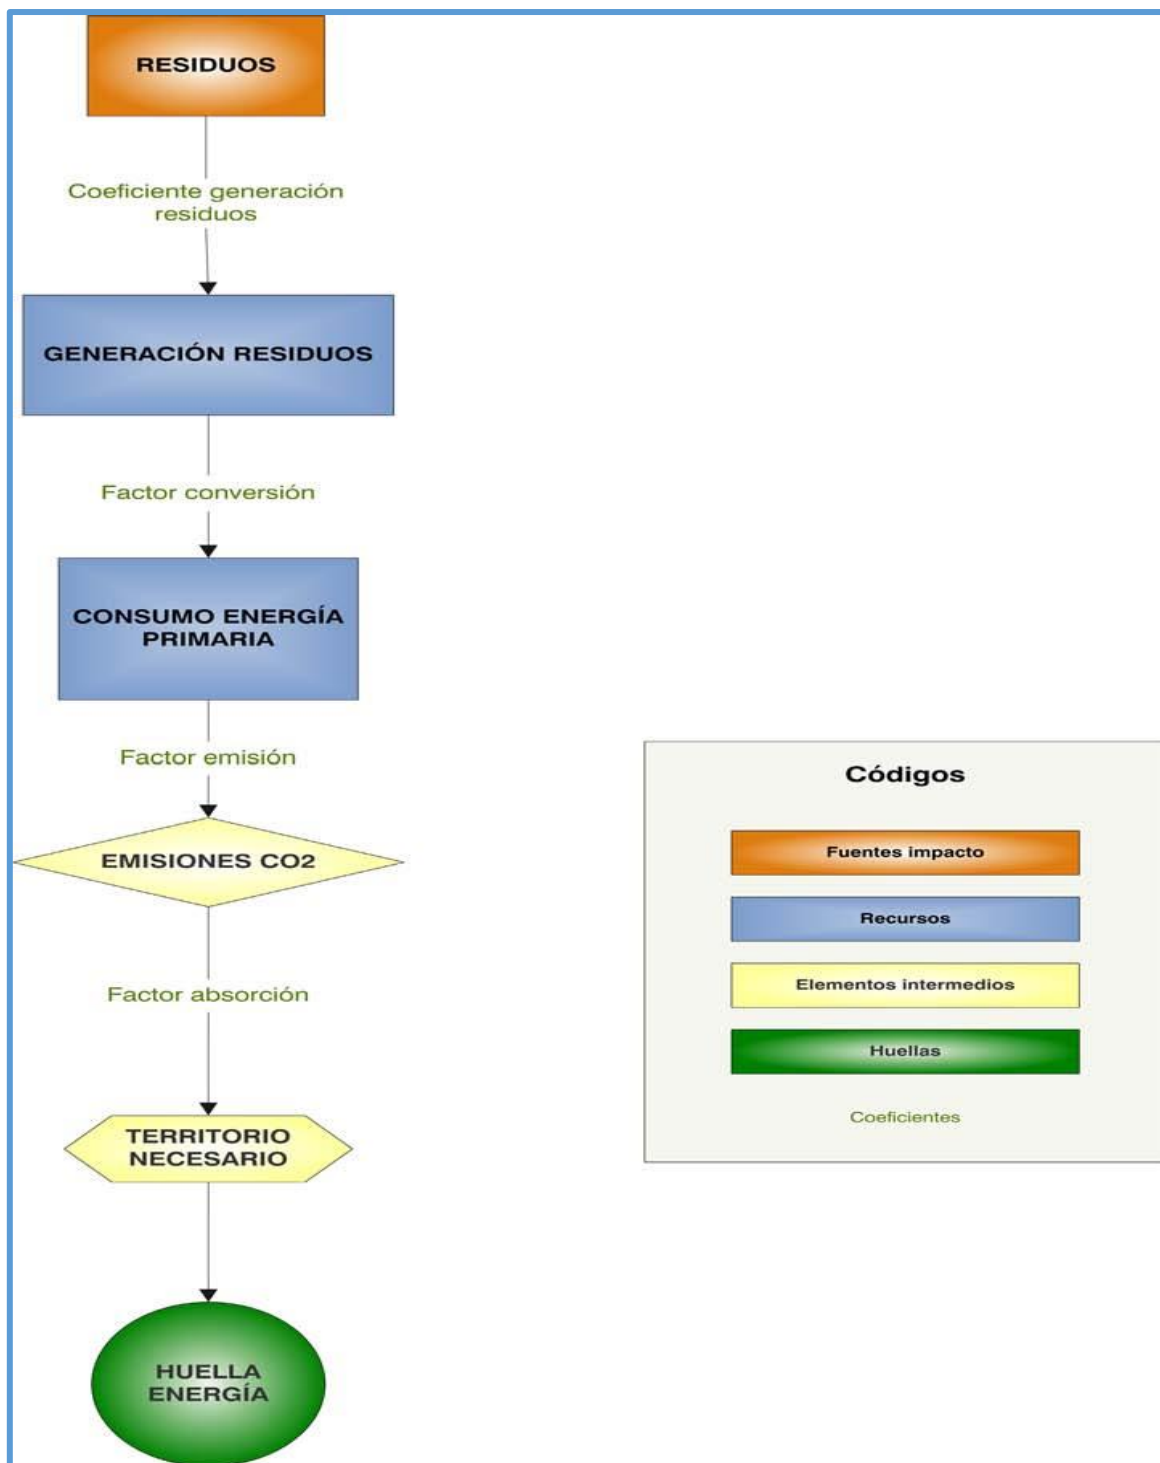 RESIDUOS
Coeficiente generación
residuos
GENERACIÓN RESIDUOS
Factor conversión
CONSUMO ENERGÍA
PRIMARIA
Factor emisión
EMISIONES CO2
Factor absorción
TERRITORIO
NECESARIO
HUELLA
ENERGÍA
Códigos
Fuentes impacto
Recursos
Elementos intermedios
Huellas
Coeficientes